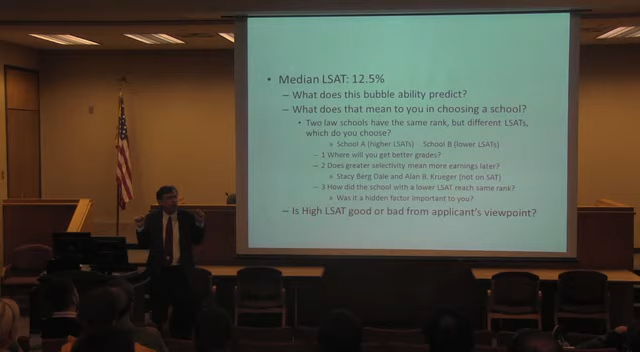 • Median LSAT: 12.5%
– What does this bubble ability predict?
– What does that mean to you in choosing a school?
• Two law schools have the same rank, but different LSATs,
which do you choose?
» School A (higher LSATs) School B (lower LSATs)
– 1 Where will you get better grades?
– 2 Does greater selectivity mean more earnings later?
» Stacy Berg Dale and Alan B. Krueger (not on SAT)
– 3 How did the school with a lower LSAT reach same rank?
» Was it a hidden factor important to you?
– Is High LSAT good or bad from applicant's viewpoint?